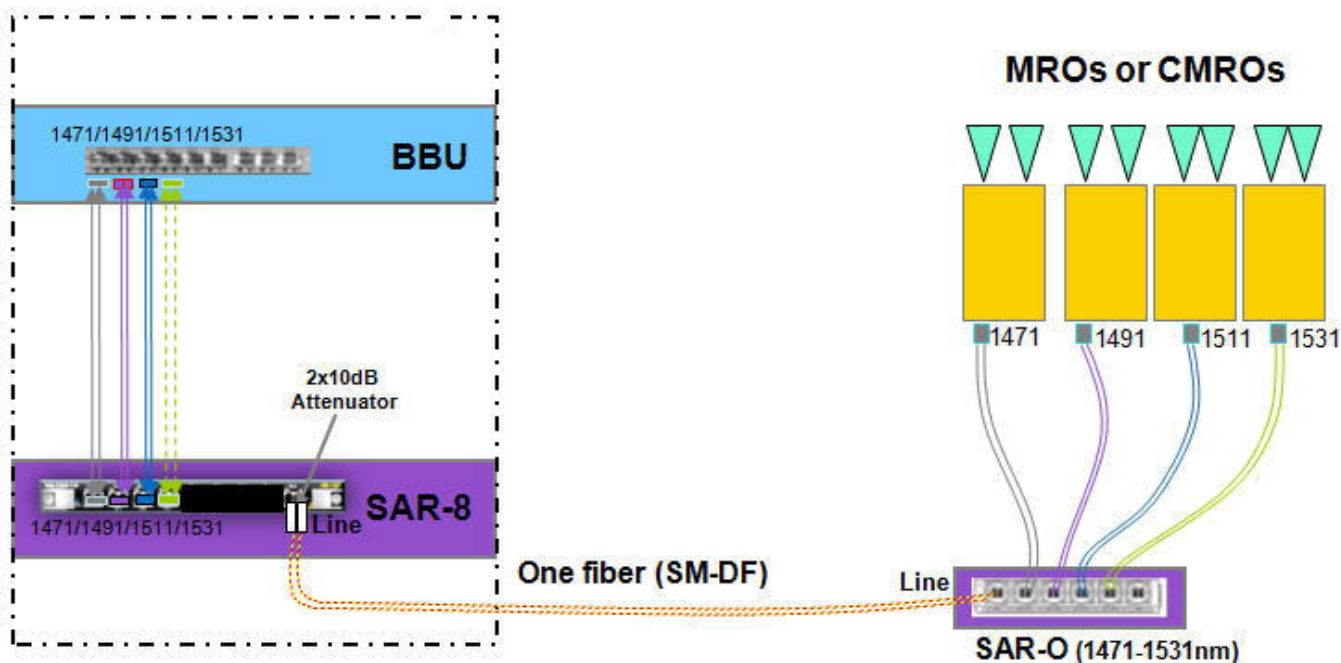 1471/1491/1511/1531
BBU
2x10dB
Attenuator
SAR-8
1471/1491/1511/1531
Line
One fiber (SM-DF)
MROs or CMROs
1471
1491
1511
1531
Line
SAR-O (1471-1531nm)